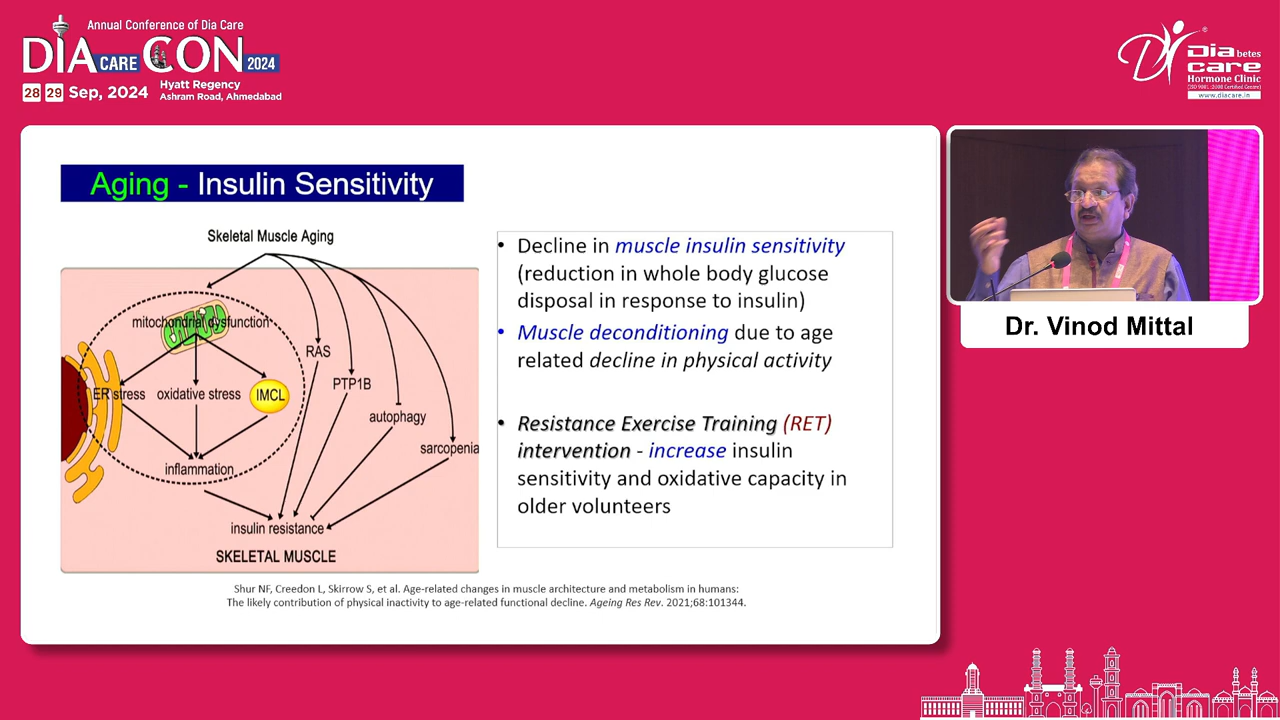 Annual Conference of Dia Care
DIA CARE CON 2024
28 29 Sep, 2024
Hyatt Regency
Ashram Road, Ahmedabad
Diabetes
care
Hormone Clinic
(ISO 9001 : 2008 Certified Centre)
www.diacare.in
Aging - Insulin Sensitivity
Skeletal Muscle Aging
mitochondrial dysfunction
RAS
PTP1B
ER stress
oxidative stress
IMCL
autophagy
sarcopenia
inflammation
insulin resistance
SKELETAL MUSCLE
• Decline in muscle insulin sensitivity
(reduction in whole body glucose
disposal in response to insulin)
• Muscle deconditioning due to age
related decline in physical activity
• Resistance Exercise Training (RET)
intervention - increase insulin
sensitivity and oxidative capacity in
older volunteers
Shur NF, Creedon L, Skirrow S, et al. Age-related changes in muscle architecture and metabolism in humans:
The likely contribution of physical inactivity to age-related functional decline. Ageing Res Rev. 2021;68:101344.
Dr. Vinod Mittal